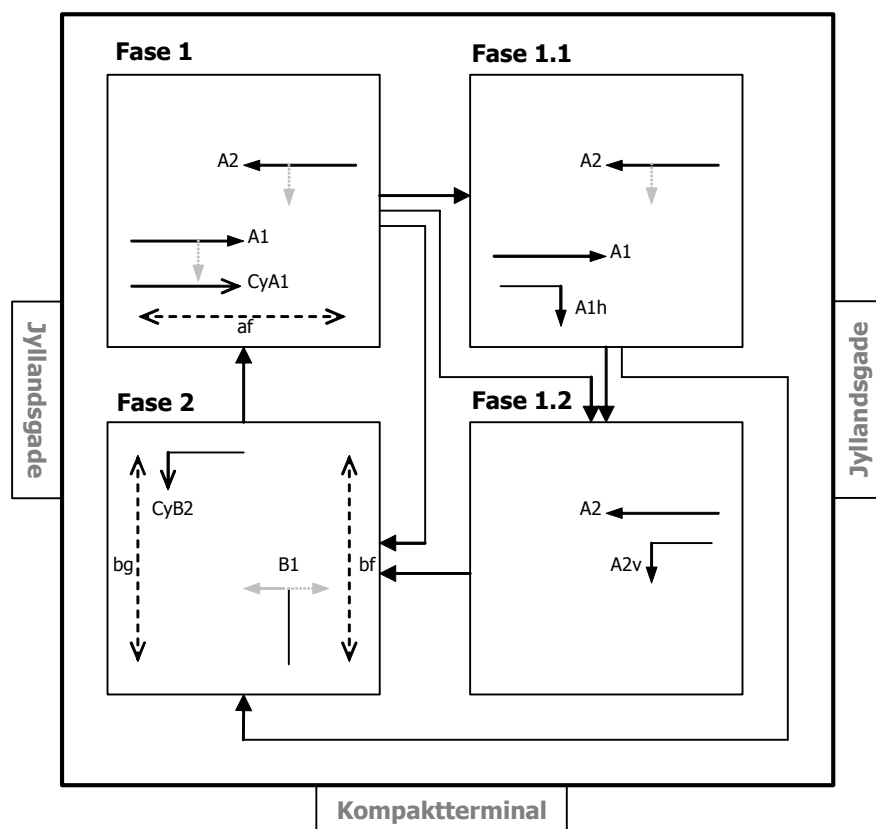 Fase 1
Fase 1.1
A2
A2
A1
CyA1
af
A1
A1h
Jyllandsgade
Jyllandsgade
Fase 2
Fase 1.2
CyB2
bg
B1
bf
A2
A2v
Kompaktterminal